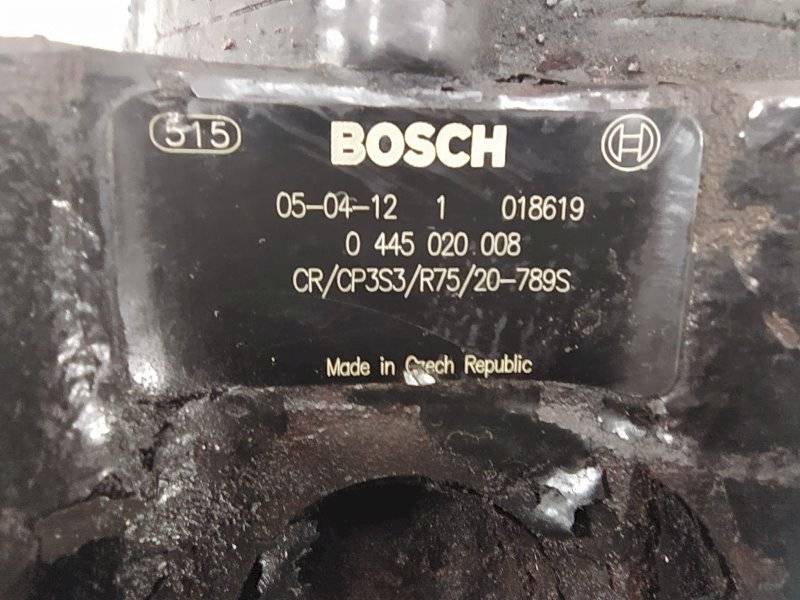 515 BOSCH
05-04-12 1 018619
0 445 020 008
CR/CP3S3/R75/20-789S
Made in Czech Republic